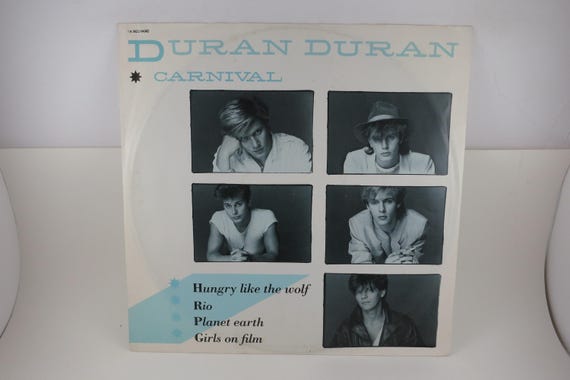 DURAN DURAN
CARNIVAL
Hungry like the wolf
Rio
Planet earth
Girls on film